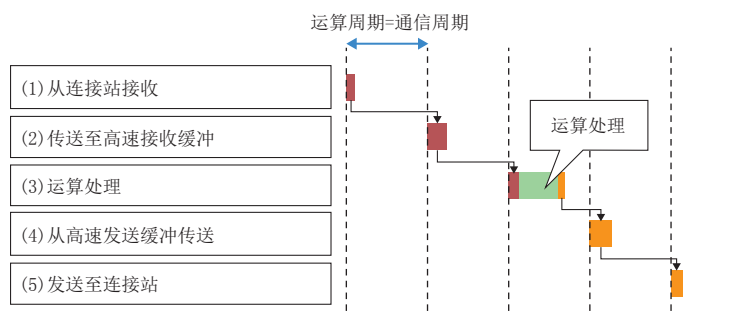 运算周期=通信周期
(1)从连接站接收
(2)传送至高速接收缓冲
运算处理
(3)运算处理
(4)从高速发送缓冲传送
(5)发送至连接站